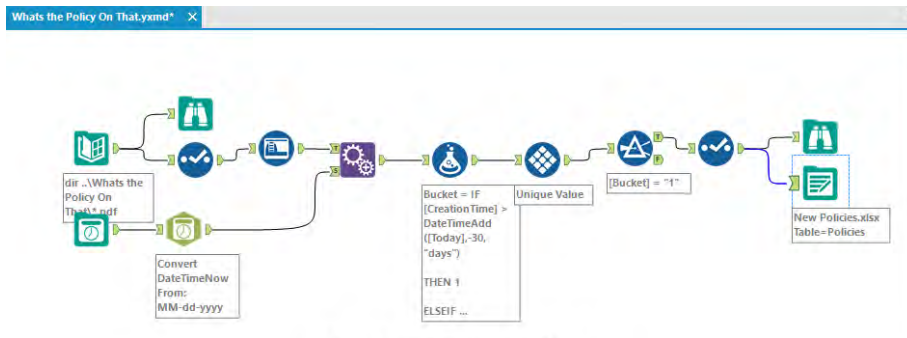 Whats the Policy On That.yxmd* X
dir ..\Whats the
Policy On
That\*.pdf
Convert
DateTimeNow
From:
MM-dd-yyyy
T
S
Bucket = IF
[CreationTime] >
DateTimeAdd
([Today],-30,
"days")
THEN 1
ELSEIF ...
Unique Value
T
F
[Bucket] = "1"
New Policies.xlsx
Table=Policies